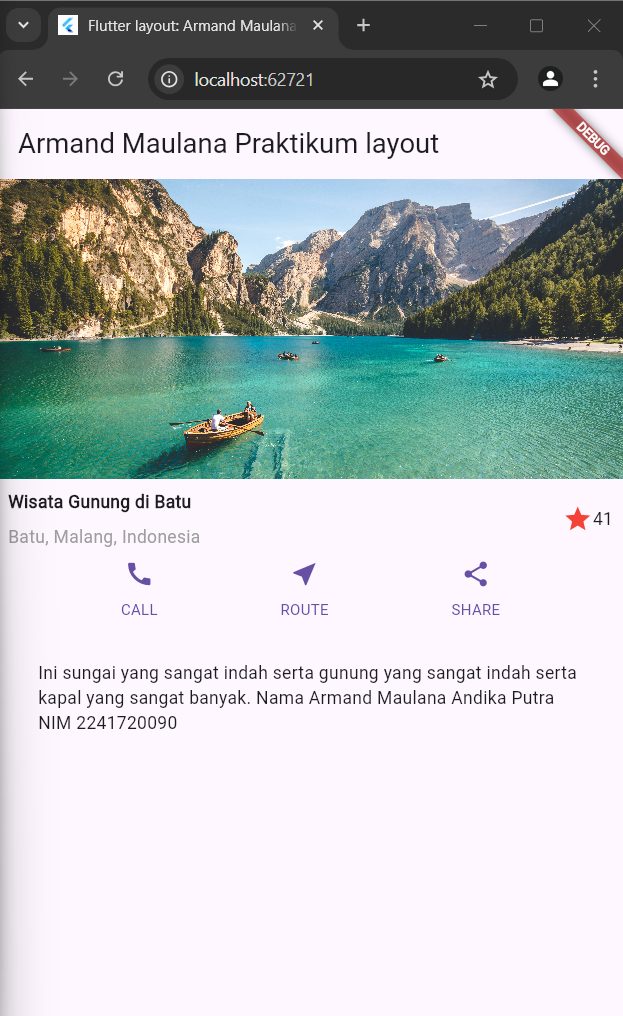 Flutter layout: Armand Maulana
localhost:62721
Armand Maulana Praktikum layout
DEBUG
Wisata Gunung di Batu
41
Batu, Malang, Indonesia
CALL
ROUTE
SHARE
Ini sungai yang sangat indah serta gunung yang sangat indah serta
kapal yang sangat banyak. Nama Armand Maulana Andika Putra
NIM 2241720090